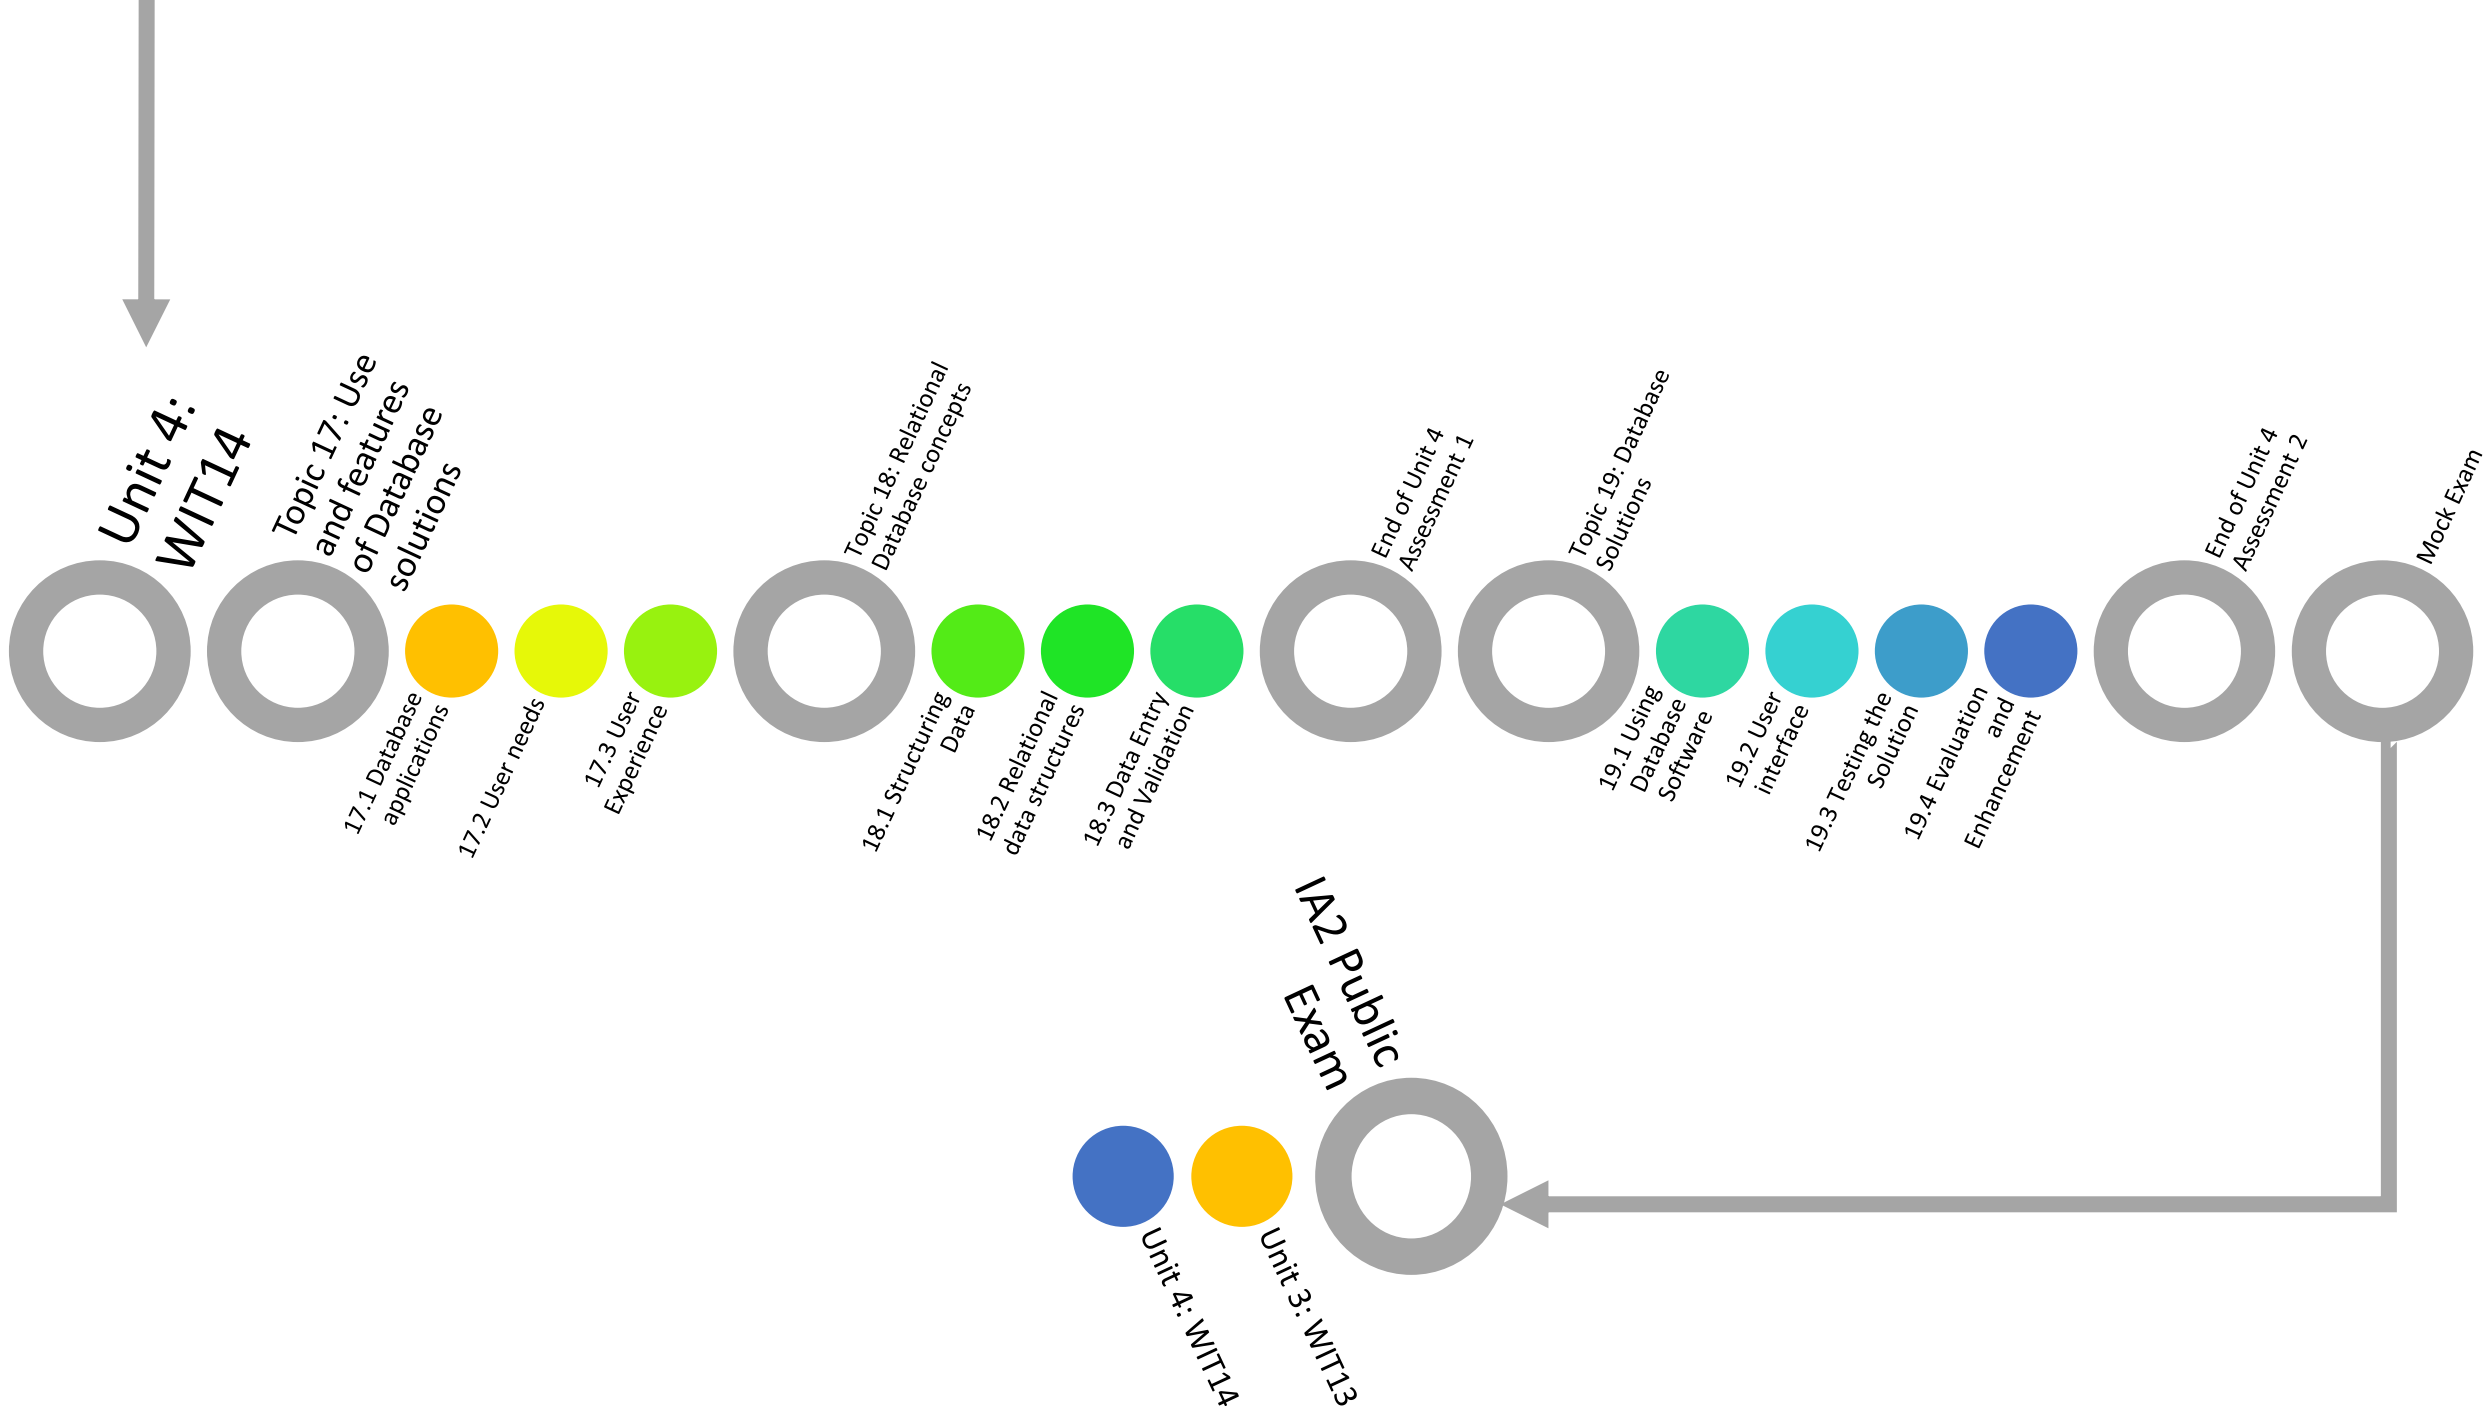 Unit 4:
WIT14
Topic 17: Use
and features
of Database
solutions
17.1 Database
applications
17.2 User needs
17.3 User
Experience
Topic 18: Relational
Database concepts
18.1 Structuring
Data
18.2 Relational
data structures
18.3 Data Entry
and Validation
End of Unit 4
Assessment 1
Topic 19: Database
Solutions
19.1 Using
Database
Software
19.2 User
interface
19.3 Testing the
Solution
19.4 Evaluation
and
Enhancement
End of Unit 4
Assessment 2
Mock Exam
IA2 Public
Exam
Unit 3: WIT13
Unit 4: WIT14